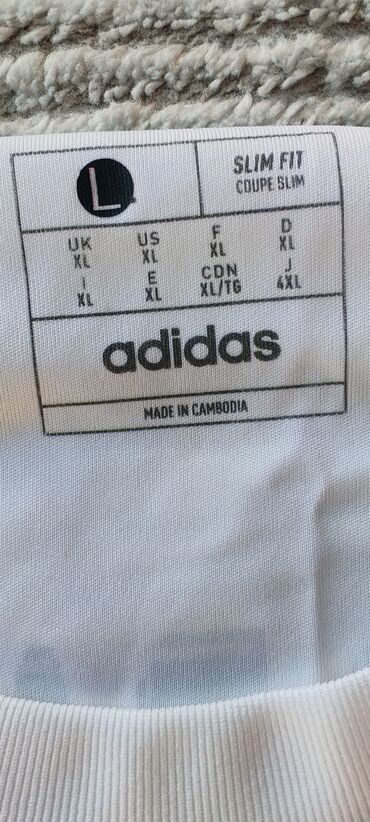 L
SLIM FIT
COUPE SLIM
UK US F D
XL XL XL XL
I E CDN J
XL XL XL/TG 4XL
adidas
MADE IN CAMBODIA